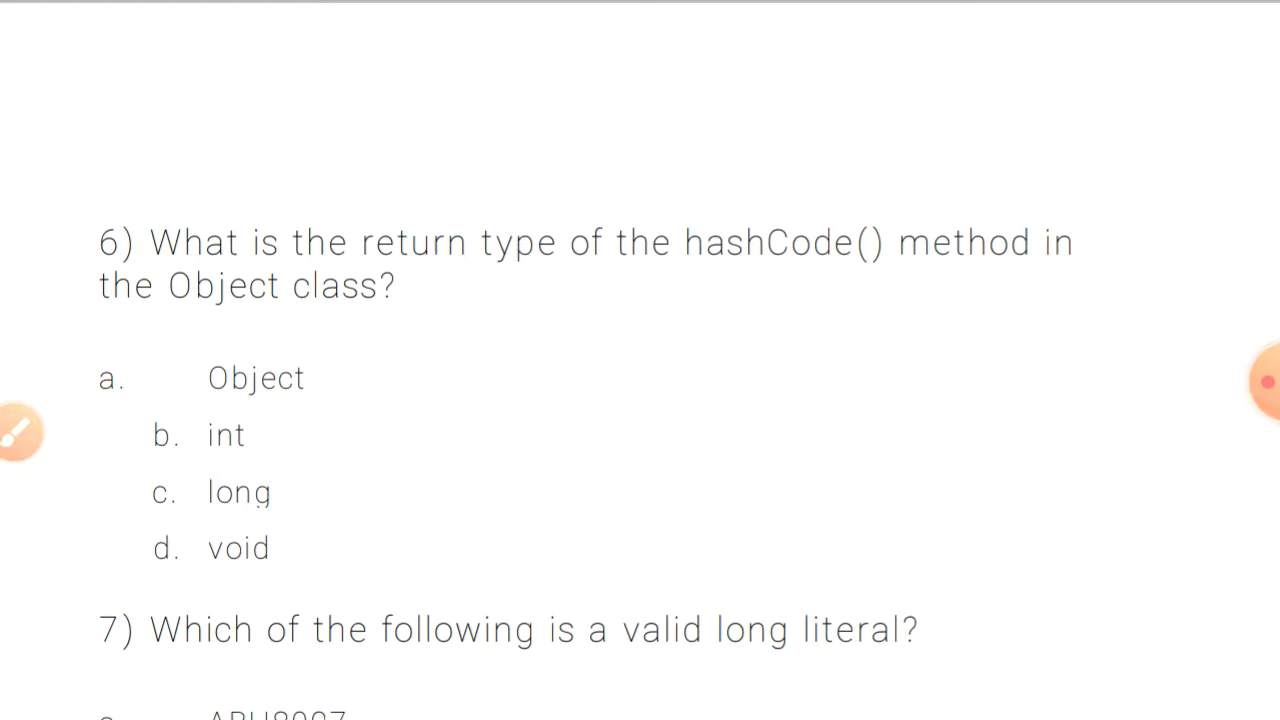 6) What is the return type of the hashCode() method in
the Object class?
a. Object
b. int
c. long
d. void
7) Which of the following is a valid long literal?